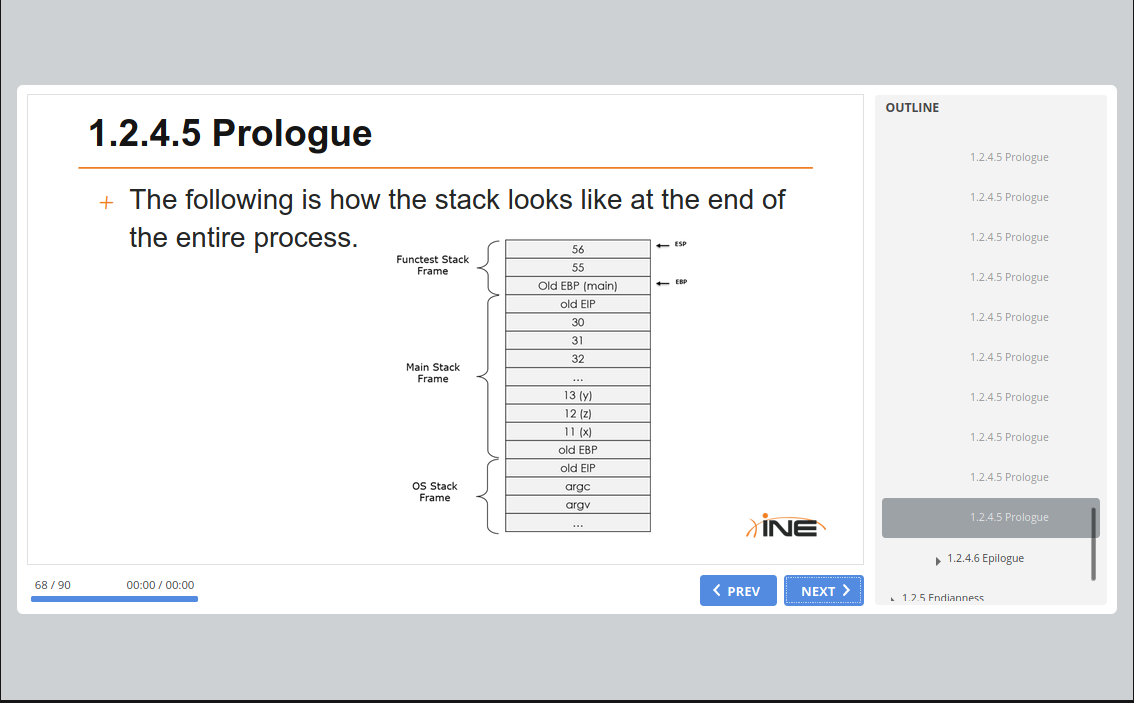 1.2.4.5 Prologue
+ The following is how the stack looks like at the end of
the entire process.
Functest Stack
Frame
Main Stack
Frame
OS Stack
Frame
56
55
Old EBP (main)
old EIP
30
31
32
...
13 (y)
12 (z)
11 (x)
old EBP
old EIP
argc
argv
...
ESP
EBP
iNE
68 / 90
00:00 / 00:00
PREV
NEXT
OUTLINE
1.2.4.5 Prologue
1.2.4.5 Prologue
1.2.4.5 Prologue
1.2.4.5 Prologue
1.2.4.5 Prologue
1.2.4.5 Prologue
1.2.4.5 Prologue
1.2.4.5 Prologue
1.2.4.5 Prologue
1.2.4.5 Prologue
1.2.4.6 Epilogue
1.2.5 Endianness